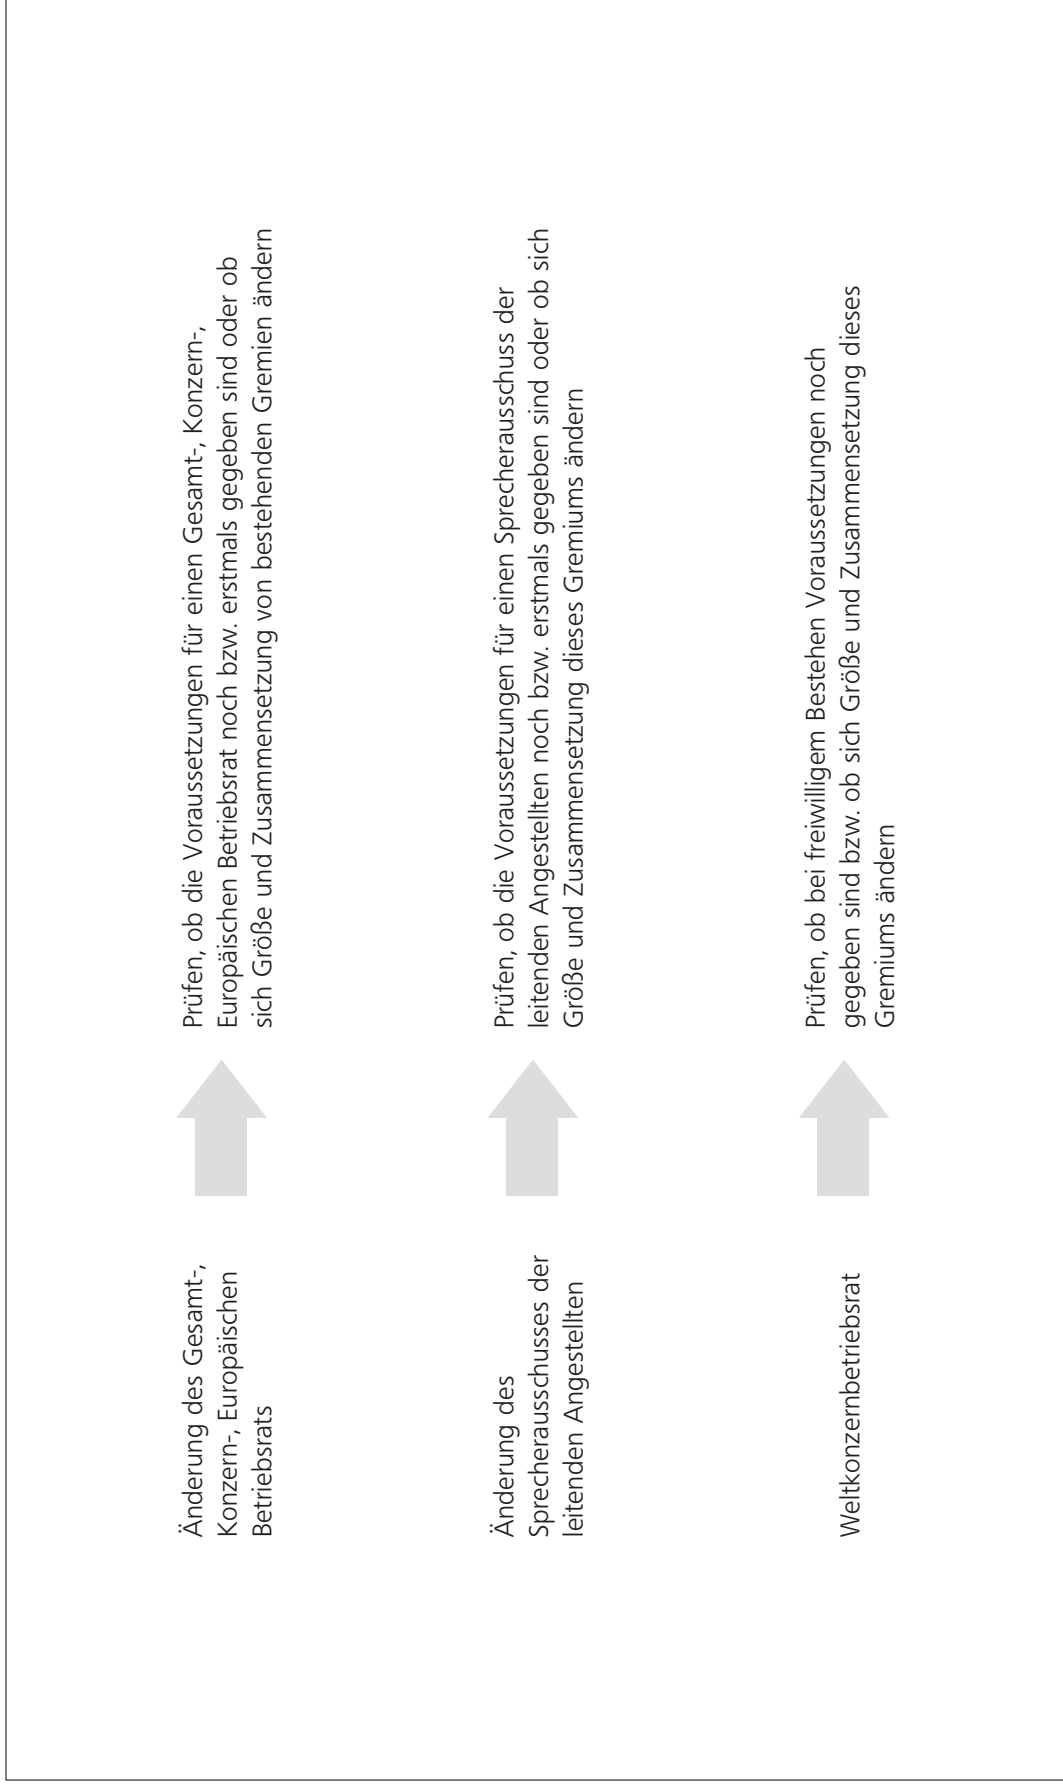 Änderung des Gesamt-,
Konzern-, Europäischen
Betriebsrats
Prüfen, ob die Voraussetzungen für einen Gesamt-, Konzern-,
Europäischen Betriebsrat noch bzw. erstmals gegeben sind oder ob
sich Größe und Zusammensetzung von bestehenden Gremien ändern
Änderung des
Sprecherausschusses der
leitenden Angestellten
Prüfen, ob die Voraussetzungen für einen Sprecherausschuss der
leitenden Angestellten noch bzw. erstmals gegeben sind oder ob sich
Größe und Zusammensetzung dieses Gremiums ändern
Weltkonzernbetriebsrat
Prüfen, ob bei freiwilligem Bestehen Voraussetzungen noch
gegeben sind bzw. ob sich Größe und Zusammensetzung dieses
Gremiums ändern